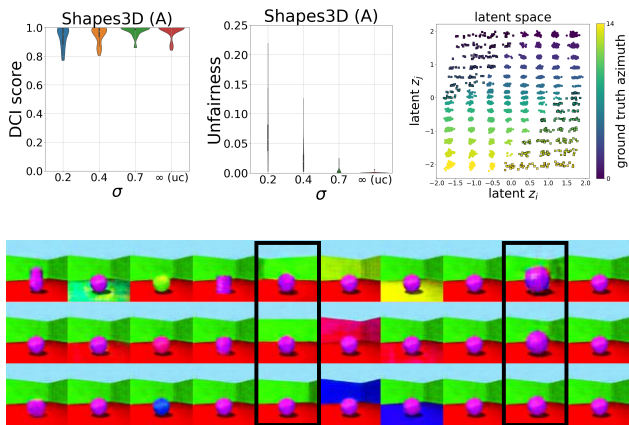 Shapes3D (A)
DCI score
1.0
0.8
0.6
0.4
0.2
0.0
0.2 0.4 0.7 ∞ (uc)
σ
Shapes3D (A)
Unfairness
0.25
0.20
0.15
0.10
0.05
0.00
0.2 0.4 0.7 ∞ (uc)
σ
latent space
latent zj
2
1
0
−1
−2
−2.0 −1.5 −1.0 −0.5 0.0 0.5 1.0 1.5 2.0
latent zi
14
0
ground truth azimuth